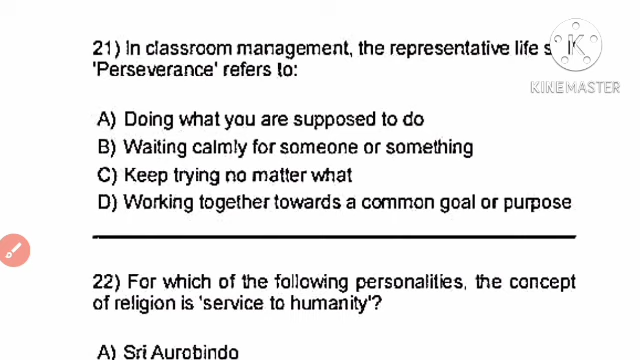 21) In classroom management, the representative life
'Perseverance' refers to:
A) Doing what you are supposed to do
B) Waiting calmly for someone or something
C) Keep trying no matter what
D) Working together towards a common goal or purpose
22) For which of the following personalities, the concept
of religion is 'service to humanity'?
A) Sri Aurobindo
K
KINEMASTER